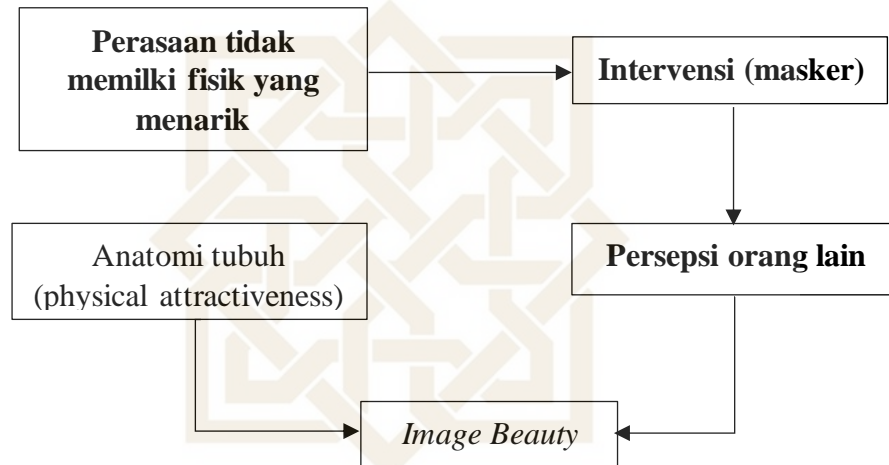 Perasaan tidak
memilki fisik yang
menarik
Intervensi (masker)
Anatomi tubuh
(physical attractiveness)
Persepsi orang lain
Image Beauty